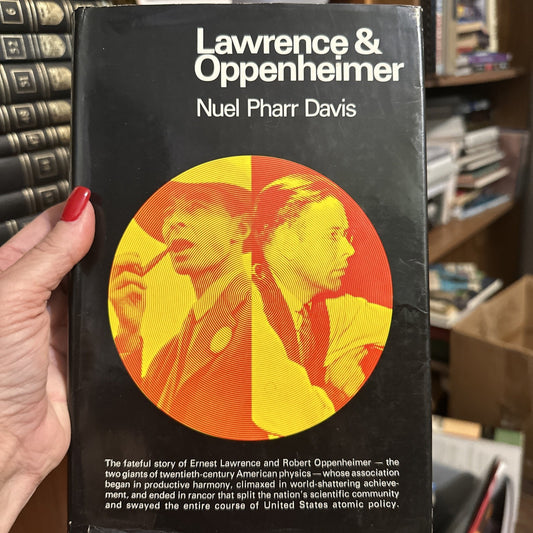 Lawrence &
Oppenheimer
Nuel Pharr Davis
The fateful story of Ernest Lawrence and Robert Oppenheimer — the
two giants of twentieth-century American physics — whose association
began in productive harmony, climaxed in world-shattering achieve-
ment, and ended in rancor that split the nation's scientific community
and swayed the entire course of United States atomic policy.